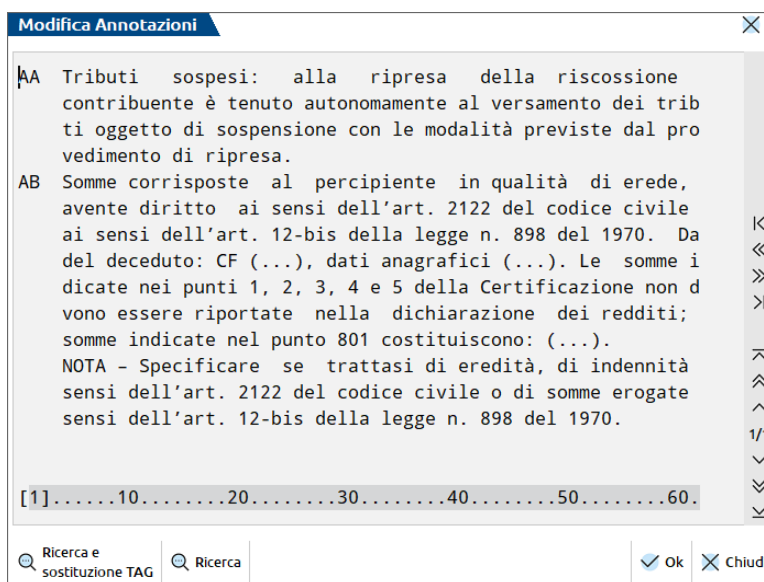 Modifica Annotazioni
AA Tributi sospesi: alla ripresa della riscossione
contribuente è tenuto autonomamente al versamento dei trib
ti oggetto di sospensione con le modalità previste dal pro
vedimento di ripresa.
AB Somme corrisposte al percipiente in qualità di erede,
avente diritto ai sensi dell'art. 2122 del codice civile
ai sensi dell'art. 12-bis della legge n. 898 del 1970. Da
del deceduto: CF (...), dati anagrafici (...). Le somme i
dicate nei punti 1, 2, 3, 4 e 5 della Certificazione non d
vono essere riportate nella dichiarazione dei redditi;
somme indicate nel punto 801 costituiscono: (...).
NOTA – Specificare se trattasi di eredità, di indennità
sensi dell'art. 2122 del codice civile o di somme erogate
sensi dell'art. 12-bis della legge n. 898 del 1970.
1/
[1]......10........20........30........40........50........60.
Ricerca e
sostituzione TAG
Ricerca
Ok
Chiud